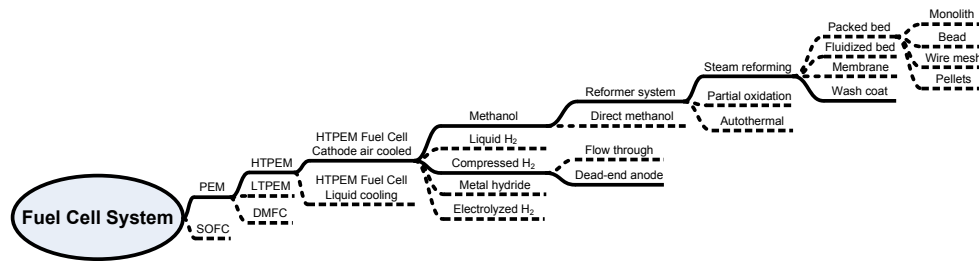 Fuel Cell System
PEM
SOFC
HTPEM
LTPEM
DMFC
HTPEM Fuel Cell
Cathode air cooled
HTPEM Fuel Cell
Liquid cooling
Methanol
Liquid H₂
Compressed H₂
Metal hydride
Electrolyzed H₂
Reformer system
Direct methanol
Flow through
Dead-end anode
Steam reforming
Partial oxidation
Autothermal
Packed bed
Fluidized bed
Membrane
Wash coat
Monolith
Bead
Wire mesh
Pellets